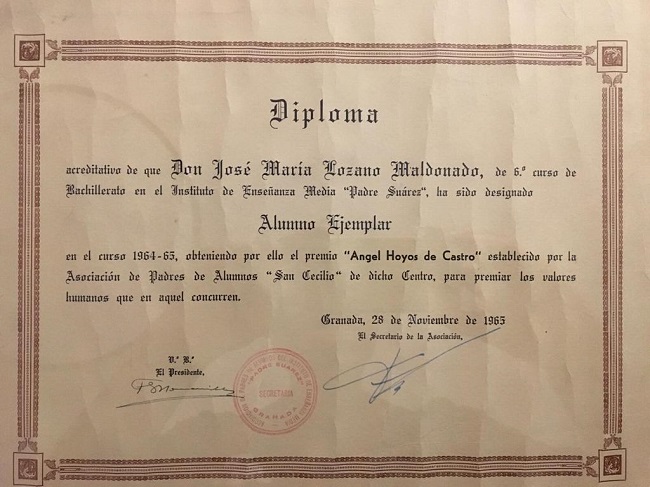 Diploma
acreditativo de que Don José María Lozano Maldonado, de 6.º curso de
Bachillerato en el Instituto de Enseñanza Media "Padre Suárez", ha sido designado
Alumno Ejemplar
en el curso 1964-65, obteniendo por ello el premio "Angel Hoyos de Castro" establecido por la
Asociación de Padres de Alumnos "San Cecilio" de dicho Centro, para premiar los valores
humanos que en aquel concurren.
Granada, 28 de Noviembre de 1965
El Secretario de la Asociación,
V.º B.º
El Presidente,
"PADRE SUAREZ"
SECRETARIA
GRANADA